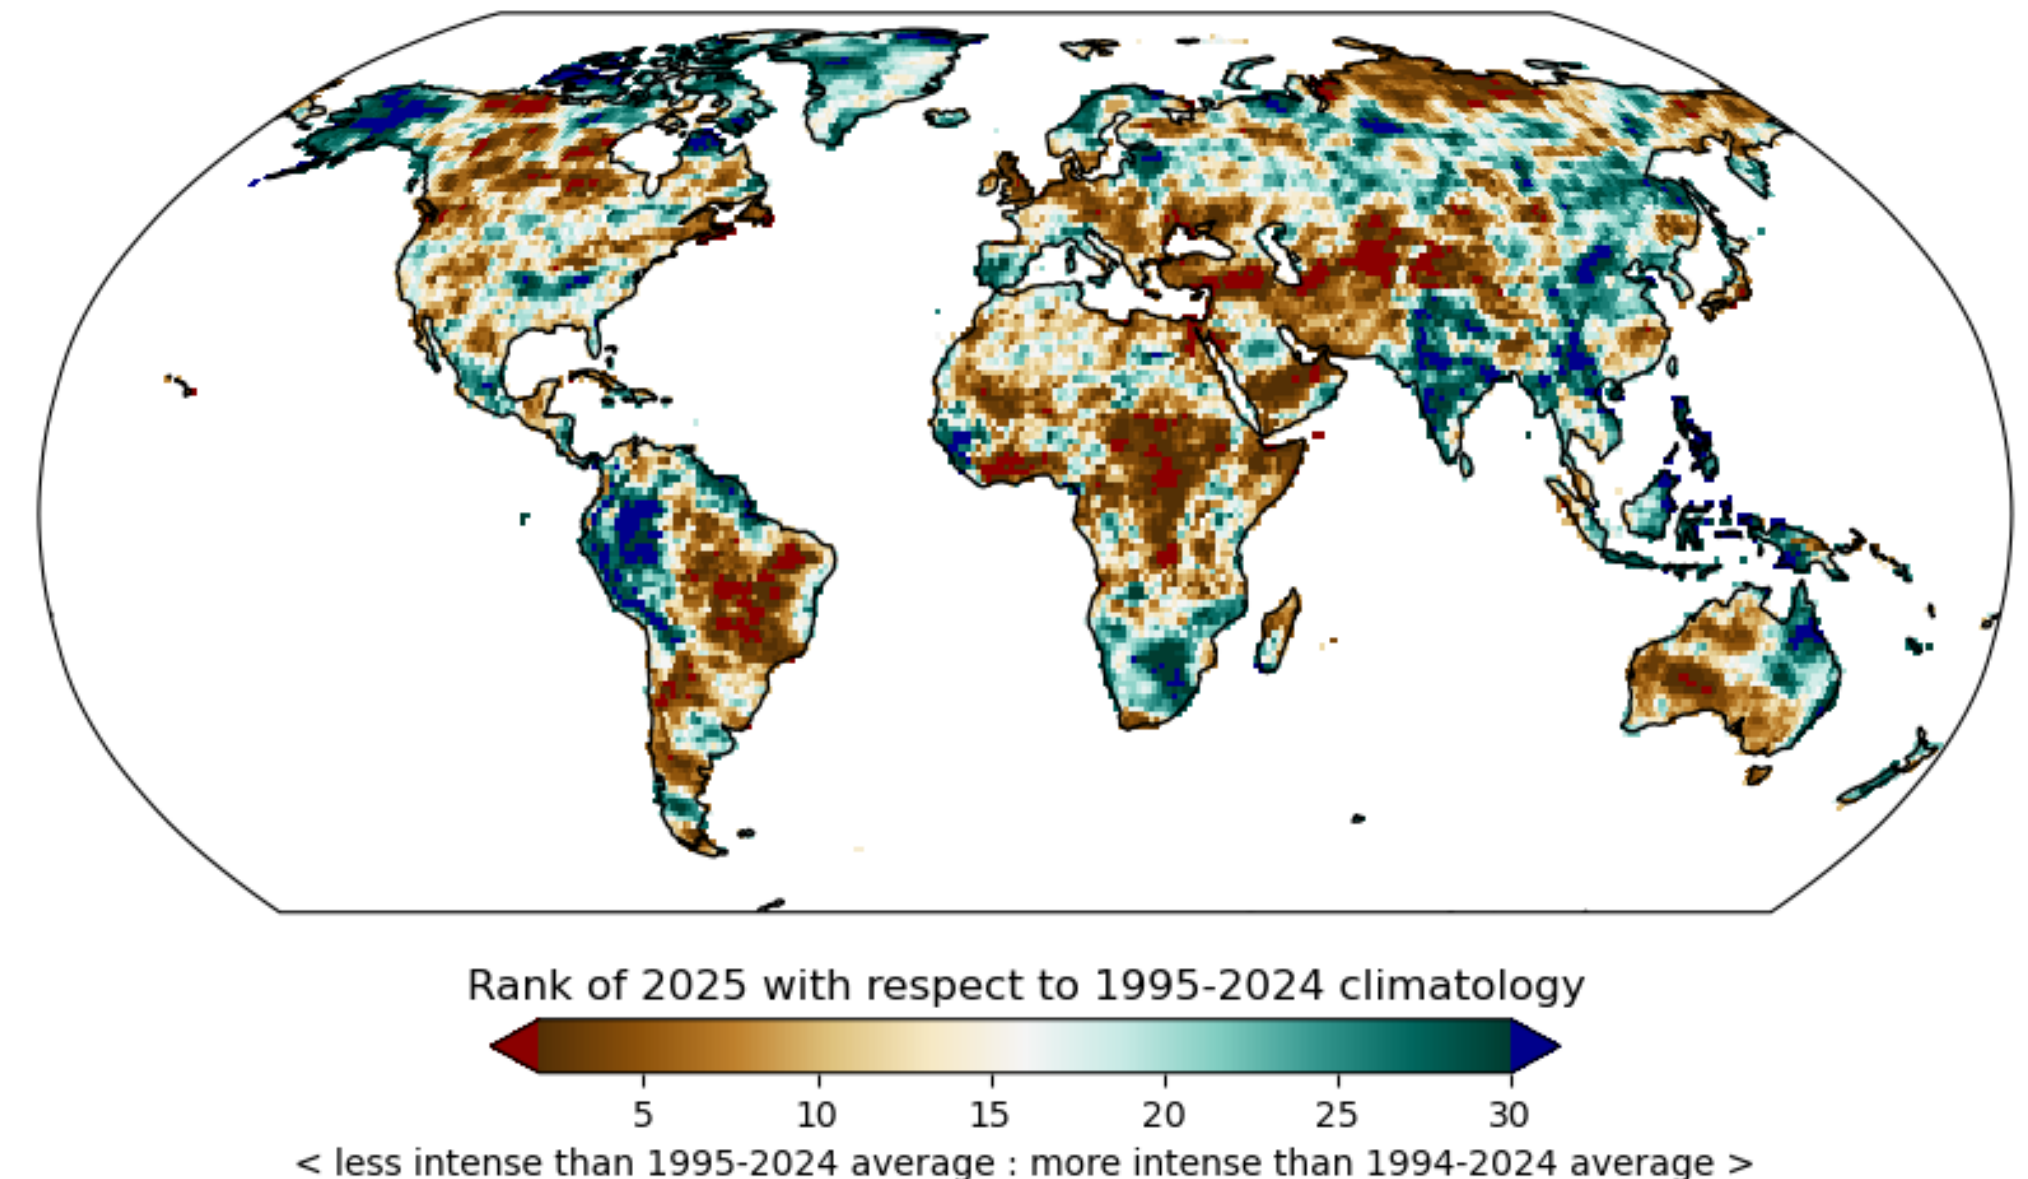 Rank of 2025 with respect to 1995-2024 climatology
5 10 15 20 25 30
< less intense than 1995-2024 average : more intense than 1994-2024 average >